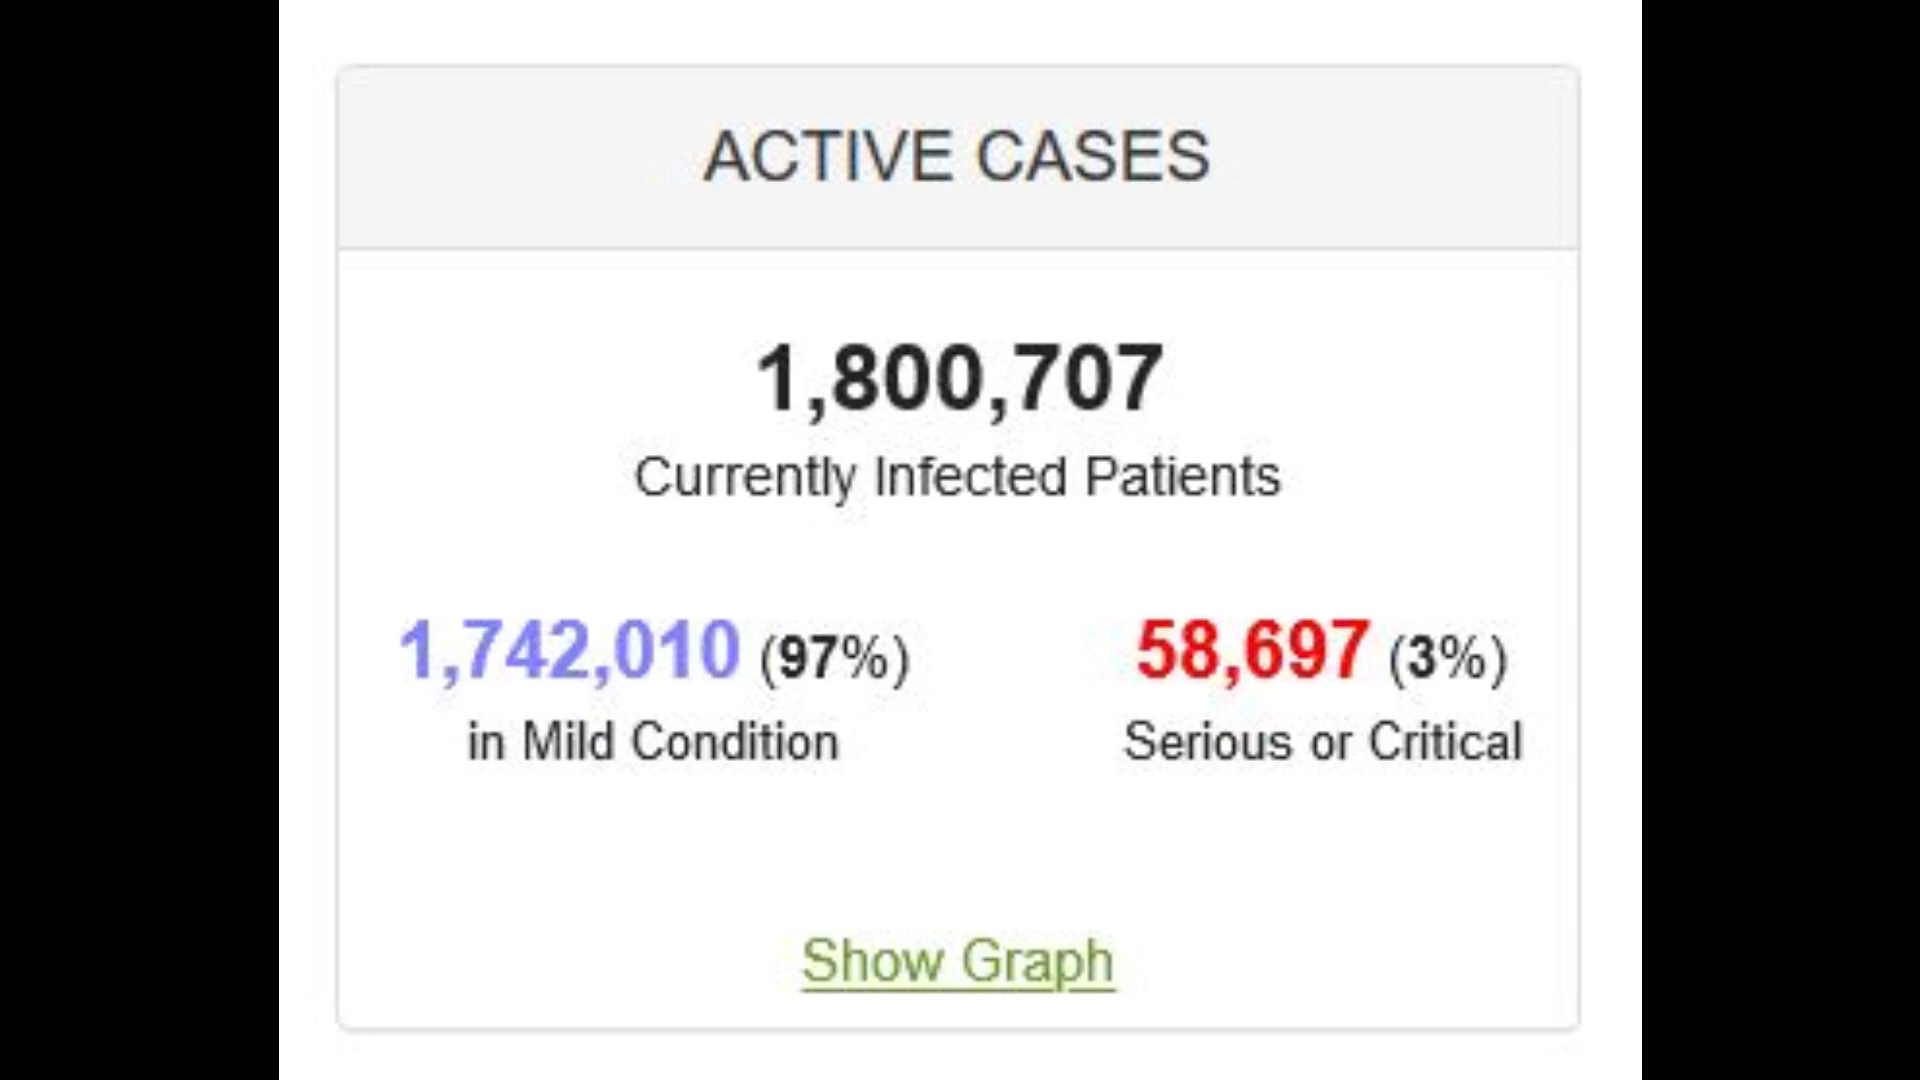 ACTIVE CASES
1,800,707
Currently Infected Patients
1,742,010 (97%)
in Mild Condition
58,697 (3%)
Serious or Critical
Show Graph